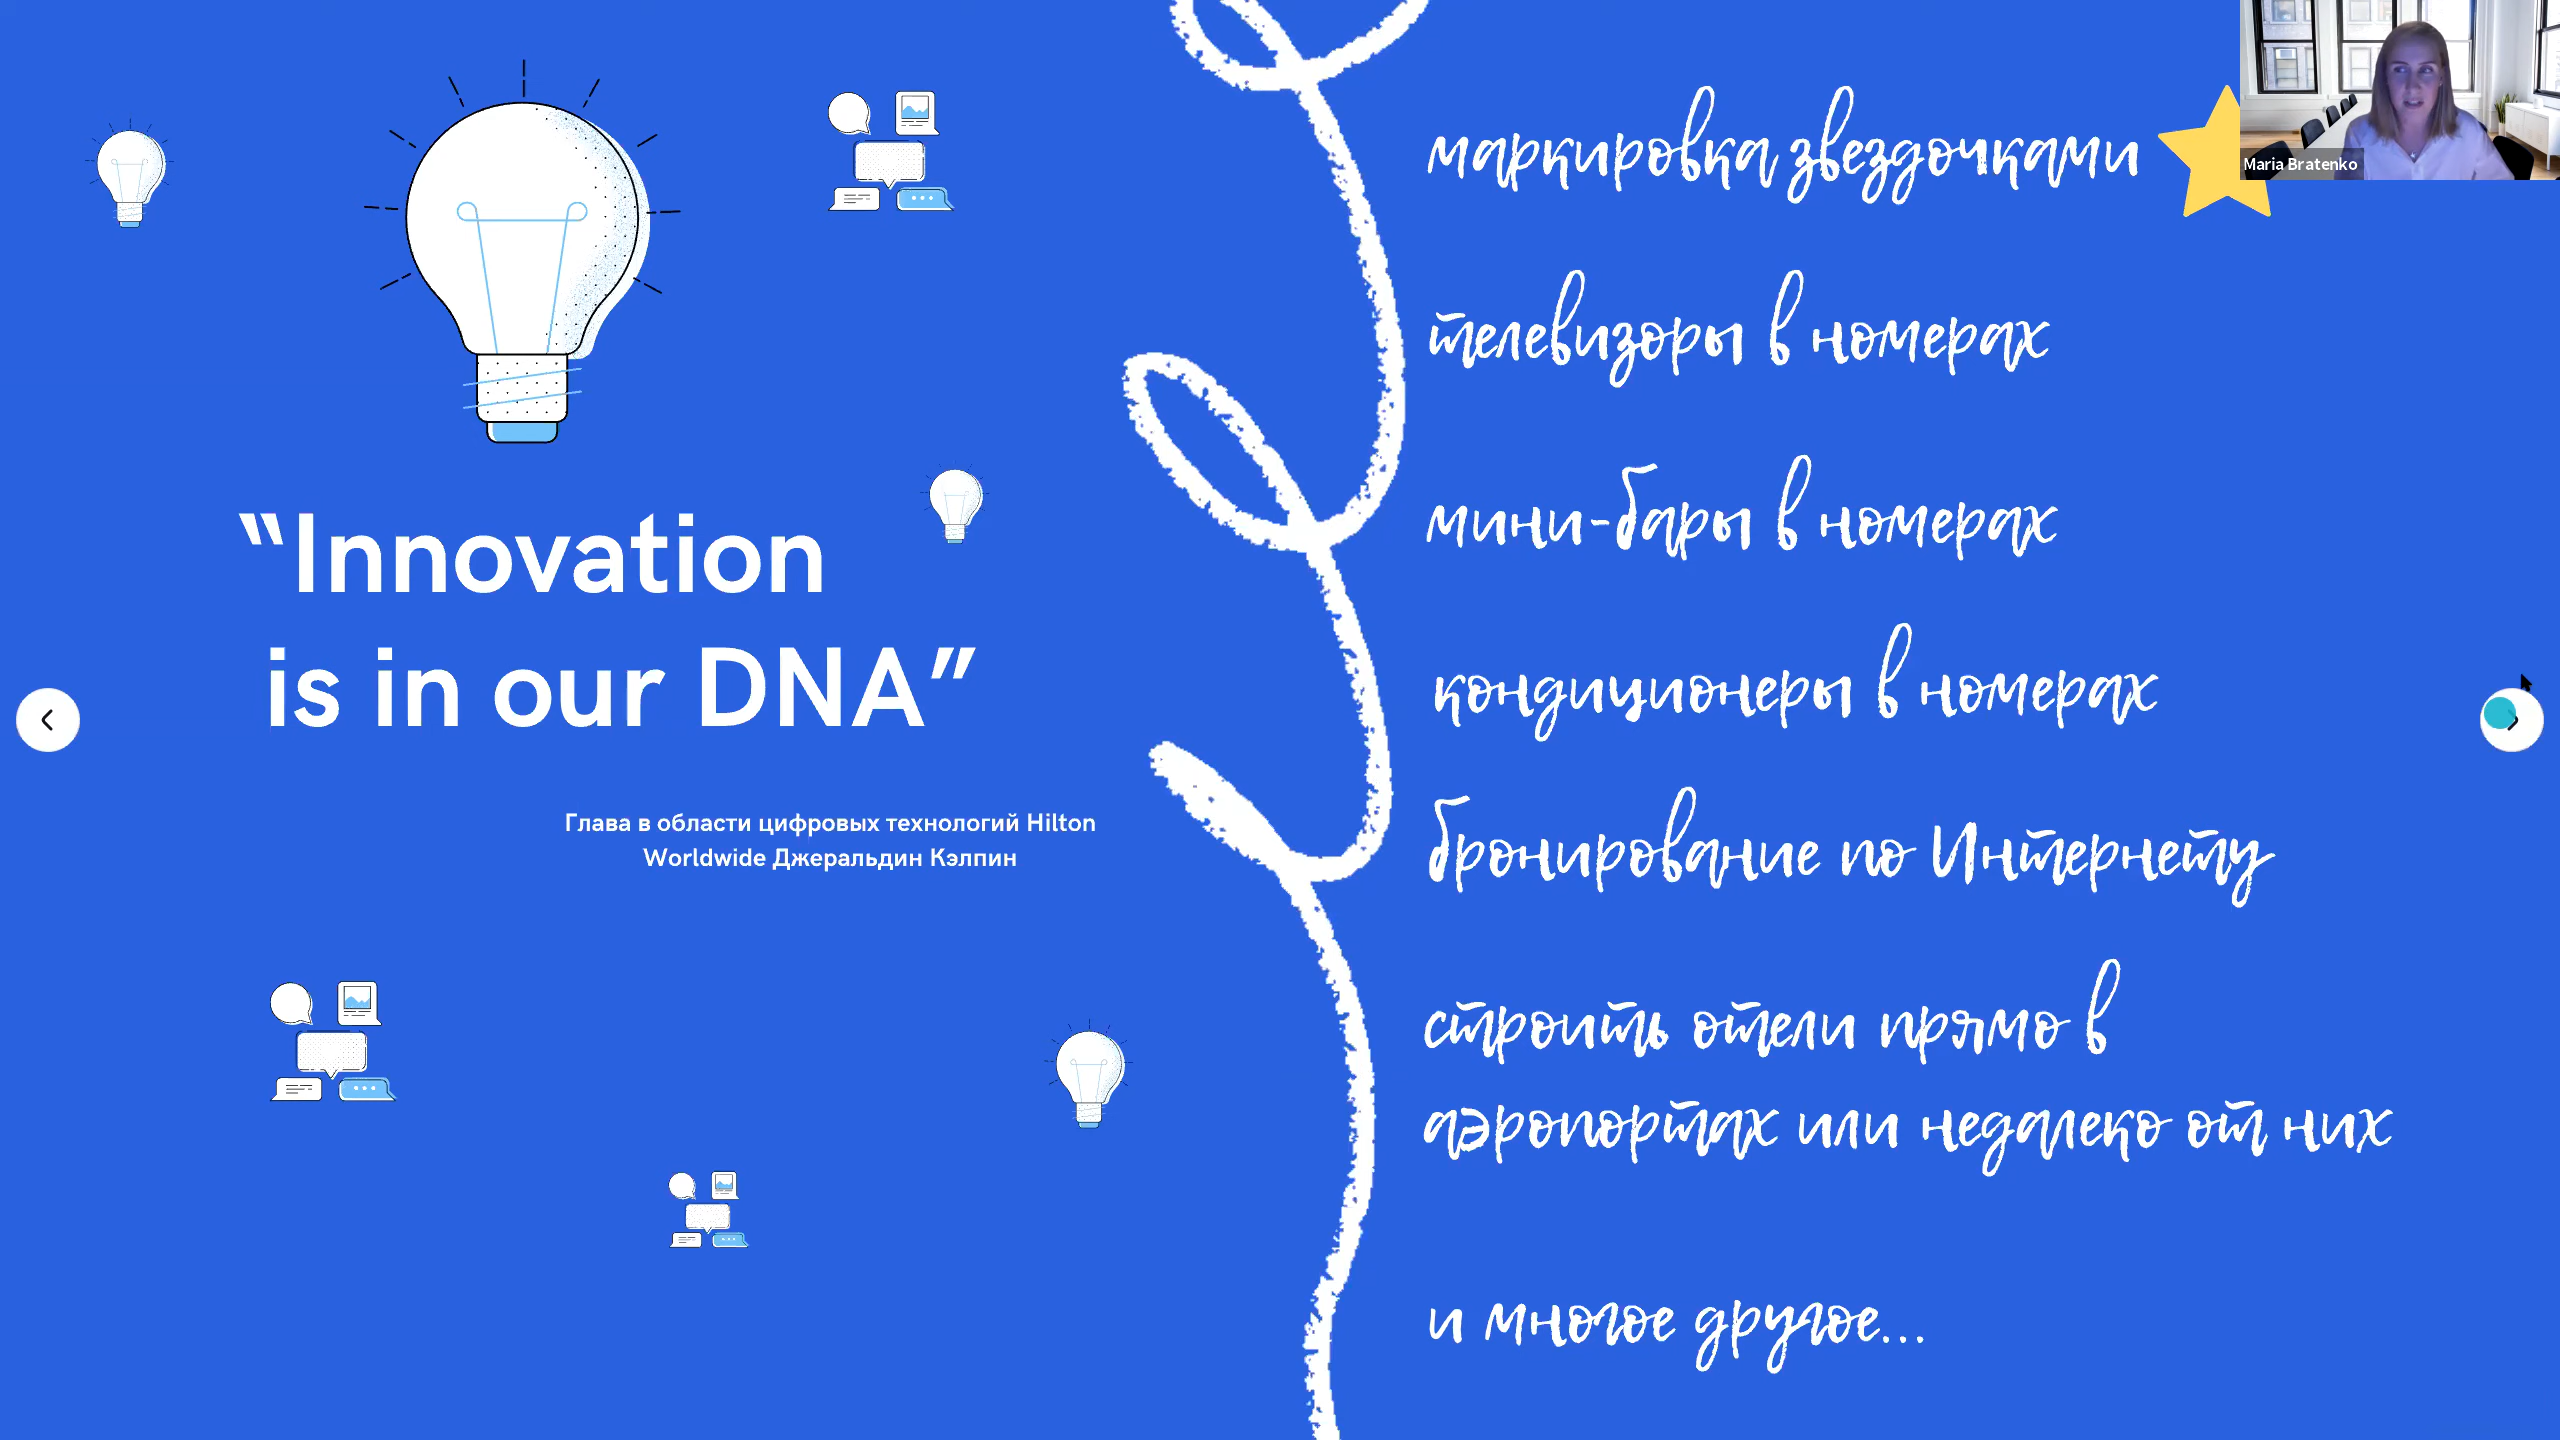 “Innovation
is in our DNA”
Глава в области цифровых технологий Hilton
Worldwide Джеральдин Кэлпин
маркировка звездочками
телевизоры в номерах
мини-бары в номерах
кондиционеры в номерах
бронирование по Интернету
строить отели прямо в
аэропортах или недалеко от них
и многое другое...
Maria Bratenko